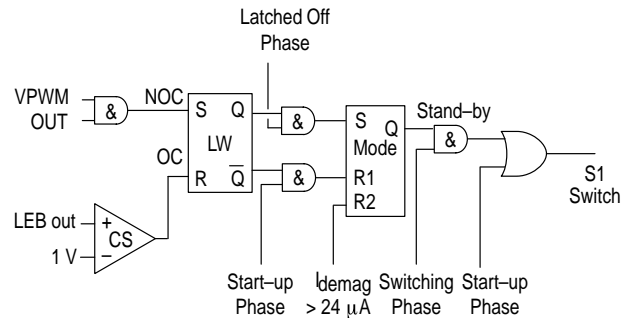 Latched Off
Phase
VPWM
OUT
&
NOC
S
Q
LW
OC
R
Q̅
&
&
S
Q
Mode
R1
R2
Stand–by
&
S1
Switch
LEB out
+
CS
1 V
–
Start–up
Phase
Idemag
> 24 µA
Switching
Phase
Start–up
Phase